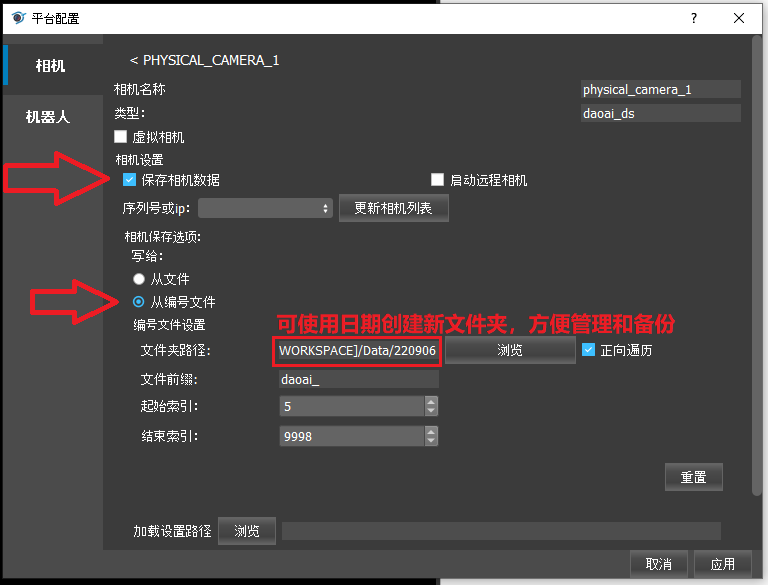 平台配置
?
相机
< PHYSICAL_CAMERA_1
相机名称
physical_camera_1
类型:
daoai_ds
机器人
虚拟相机
相机设置
保存相机数据
启动远程相机
序列号或ip:
更新相机列表
相机保存选项:
写给:
从文件
从编号文件
编号文件设置
可使用日期创建新文件夹，方便管理和备份
文件夹路径:
WORKSPACE]/Data/220906
浏览
正向遍历
文件前缀:
daoai_
起始索引:
5
结束索引:
9998
重置
加载设置路径
浏览
取消
应用